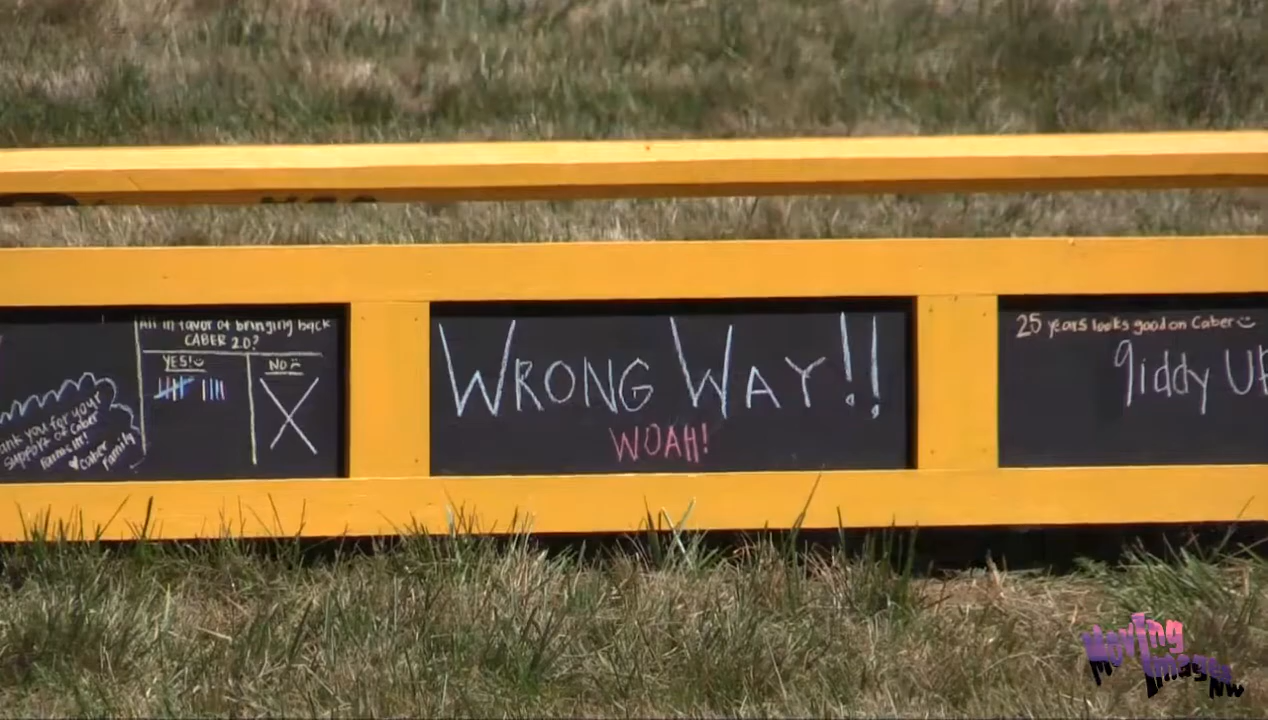 All in favor of bringing back
CABER 2.0?
YES!
NO
thank you for your
support of Caber
Farms!!!
♥ Caber
Family
WRONG WAY!!
WOAH!
25 years looks good on Caber
giddy UP
Moving
Images
NW